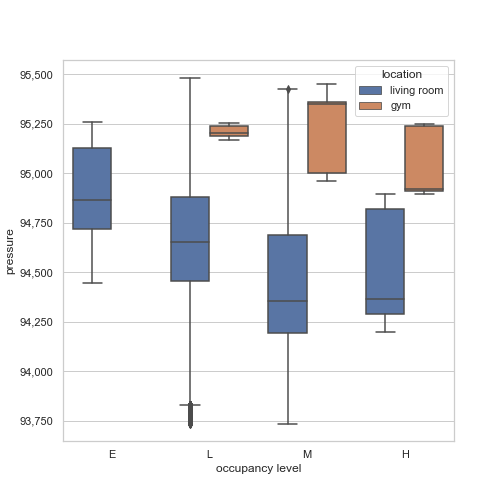 location
living room
gym
95,500
95,250
95,000
94,750
94,500
94,250
94,000
93,750
pressure
E L M H
occupancy level